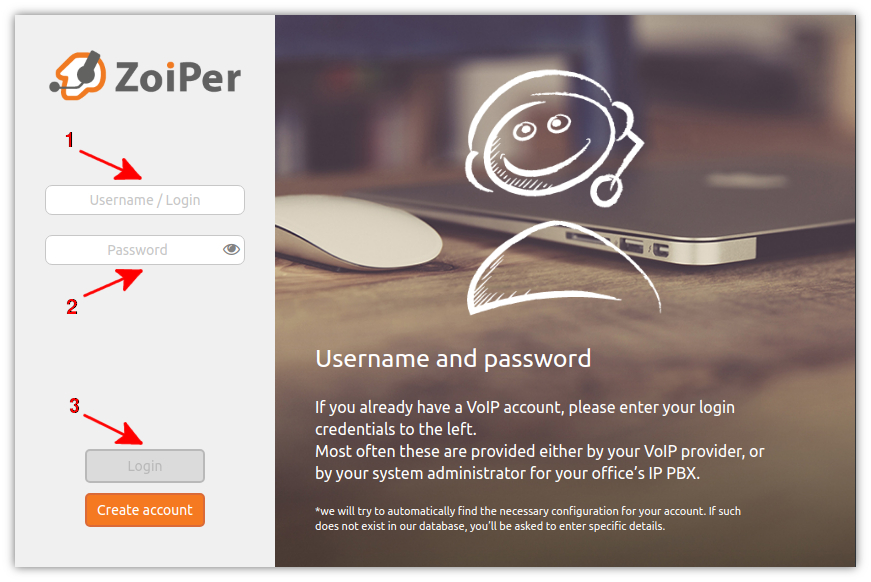 ZoiPer
1
Username / Login
Password
2
3
Login
Create account
Username and password
If you already have a VoIP account, please enter your login
credentials to the left.
Most often these are provided either by your VoIP provider, or
by your system administrator for your office's IP PBX.
*we will try to automatically find the necessary configuration for your account. If such
does not exist in our database, you'll be asked to enter specific details.